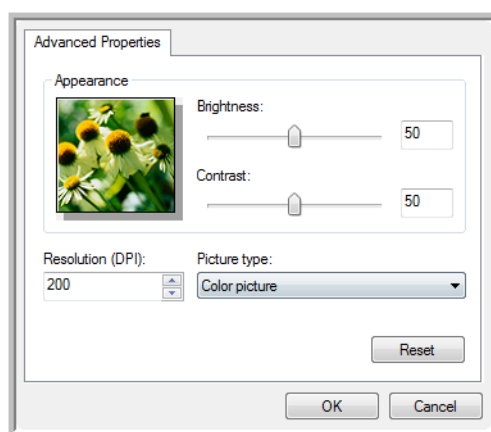 Advanced Properties
Appearance
Brightness:
50
Contrast:
50
Resolution (DPI):
200
Picture type:
Color picture
Reset
OK
Cancel